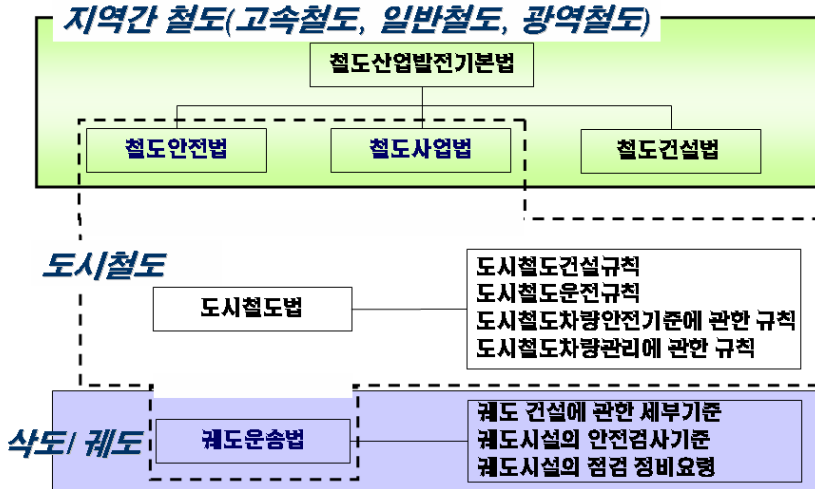 지역간 철도(고속철도, 일반철도, 광역철도)
철도산업발전기본법
철도안전법
철도사업법
철도건설법
도시철도
도시철도법
도시철도건설규칙
도시철도운전규칙
도시철도차량안전기준에 관한 규칙
도시철도차량관리에 관한 규칙
삭도/ 궤도
궤도운송법
궤도 건설에 관한 세부기준
궤도시설의 안전검사기준
궤도시설의 점검 정비요령